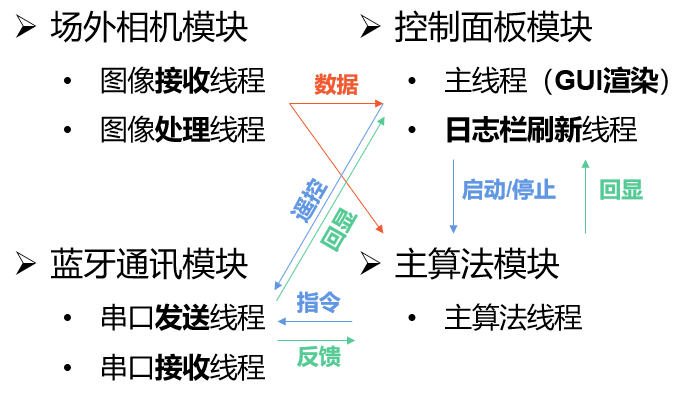 场外相机模块
图像接收线程
图像处理线程
数据
控制面板模块
主线程（GUI渲染）
日志栏刷新线程
遥控
回显
启动/停止
回显
蓝牙通讯模块
串口发送线程
串口接收线程
指令
反馈
主算法模块
主算法线程